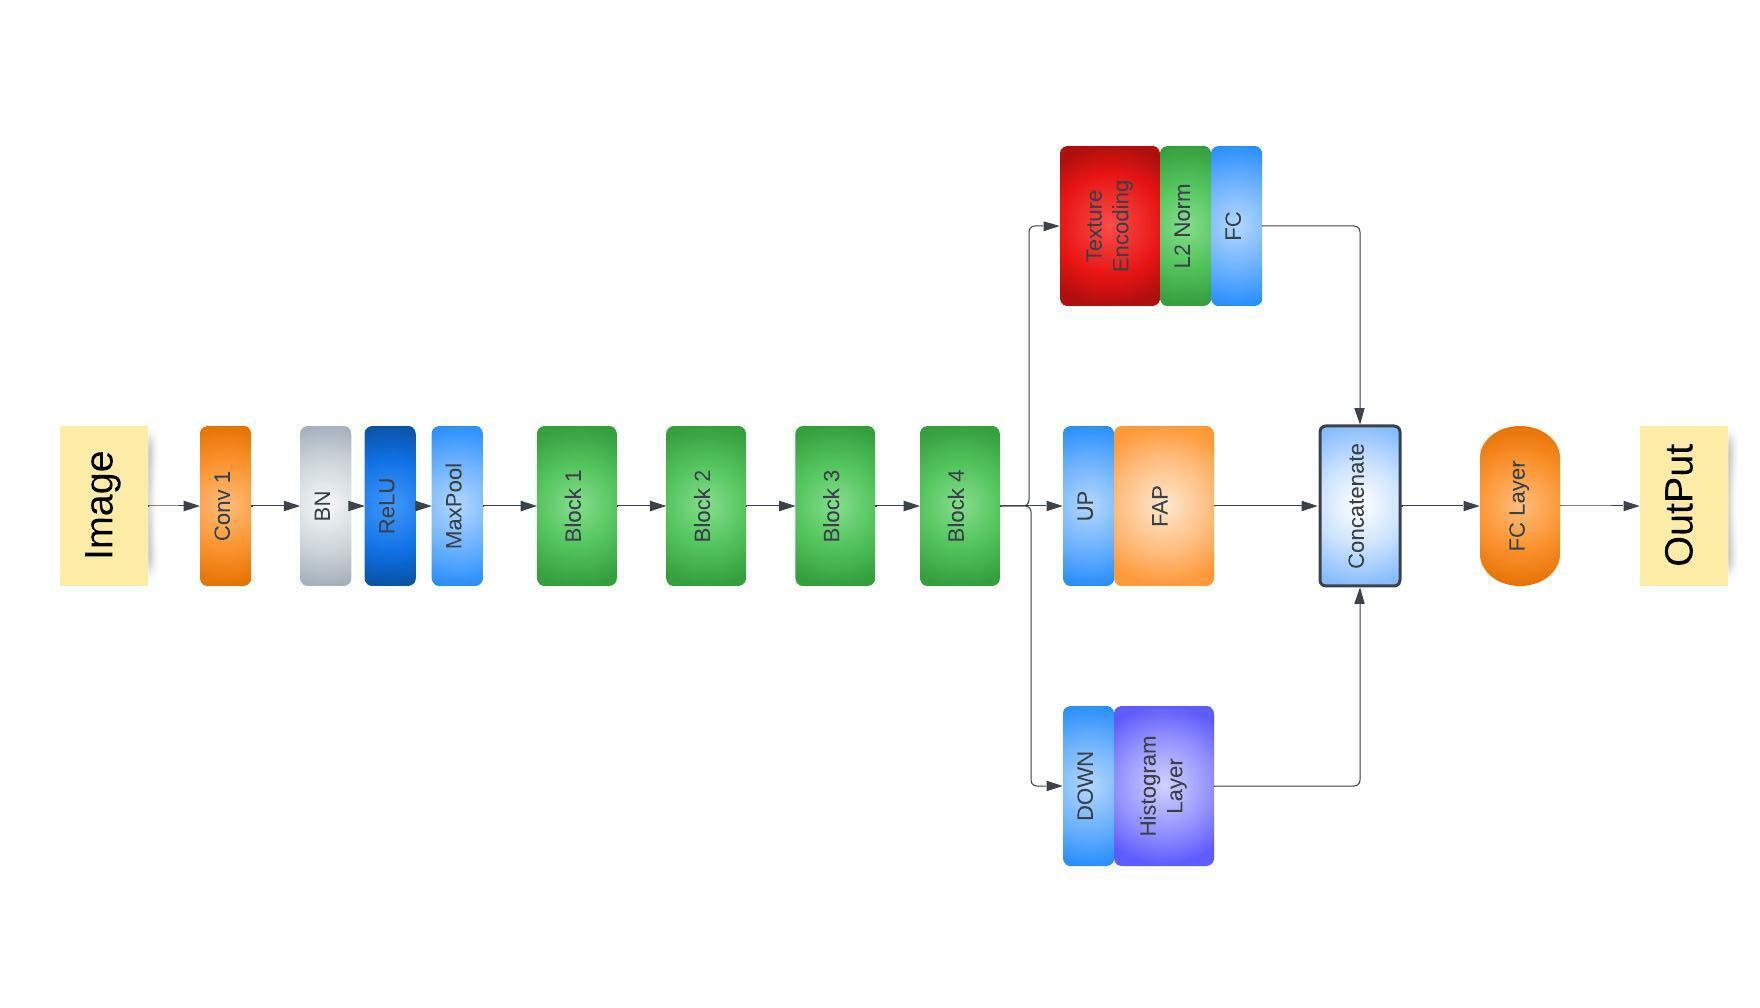 Image
Conv 1
BN
ReLU
MaxPool
Block 1
Block 2
Block 3
Block 4
Texture
Encoding
L2 Norm
FC
UP
FAP
DOWN
Histogram
Layer
Concatenate
FC Layer
OutPut